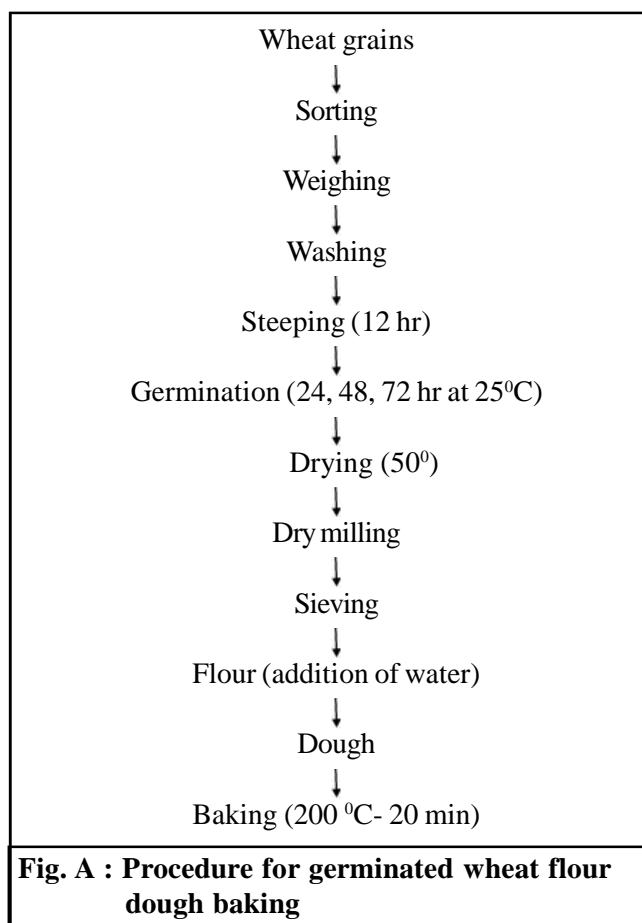 Wheat grains
Sorting
Weighing
Washing
Steeping (12 hr)
Germination (24, 48, 72 hr at 25⁰C)
Drying (50⁰)
Dry milling
Sieving
Flour (addition of water)
Dough
Baking (200 ⁰C- 20 min)
Fig. A : Procedure for germinated wheat flour
dough baking